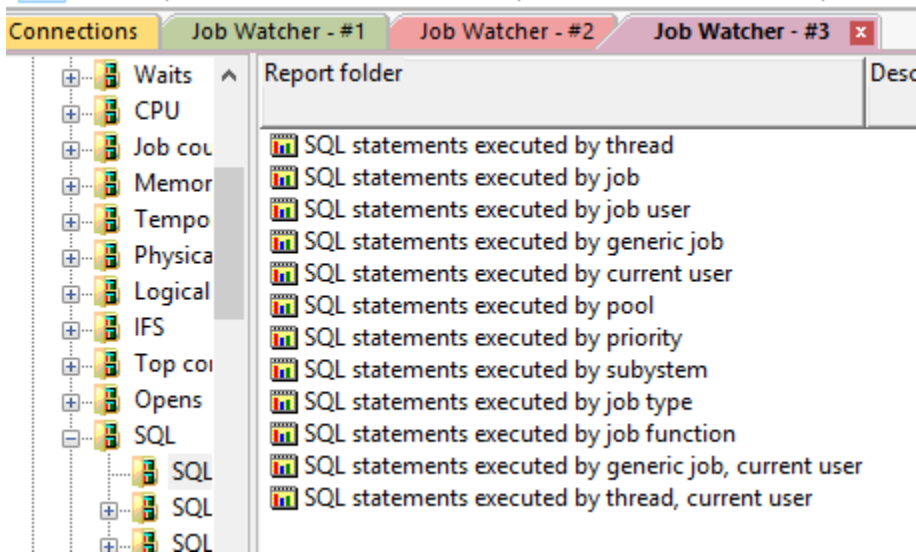 Connections
Job Watcher - #1
Job Watcher - #2
Job Watcher - #3
Waits
CPU
Job cou
Memor
Tempo
Physica
Logical
IFS
Top cor
Opens
SQL
SQL
SQL
SQL
Report folder
Desc
SQL statements executed by thread
SQL statements executed by job
SQL statements executed by job user
SQL statements executed by generic job
SQL statements executed by current user
SQL statements executed by pool
SQL statements executed by priority
SQL statements executed by subystem
SQL statements executed by job type
SQL statements executed by job function
SQL statements executed by generic job, current user
SQL statements executed by thread, current user